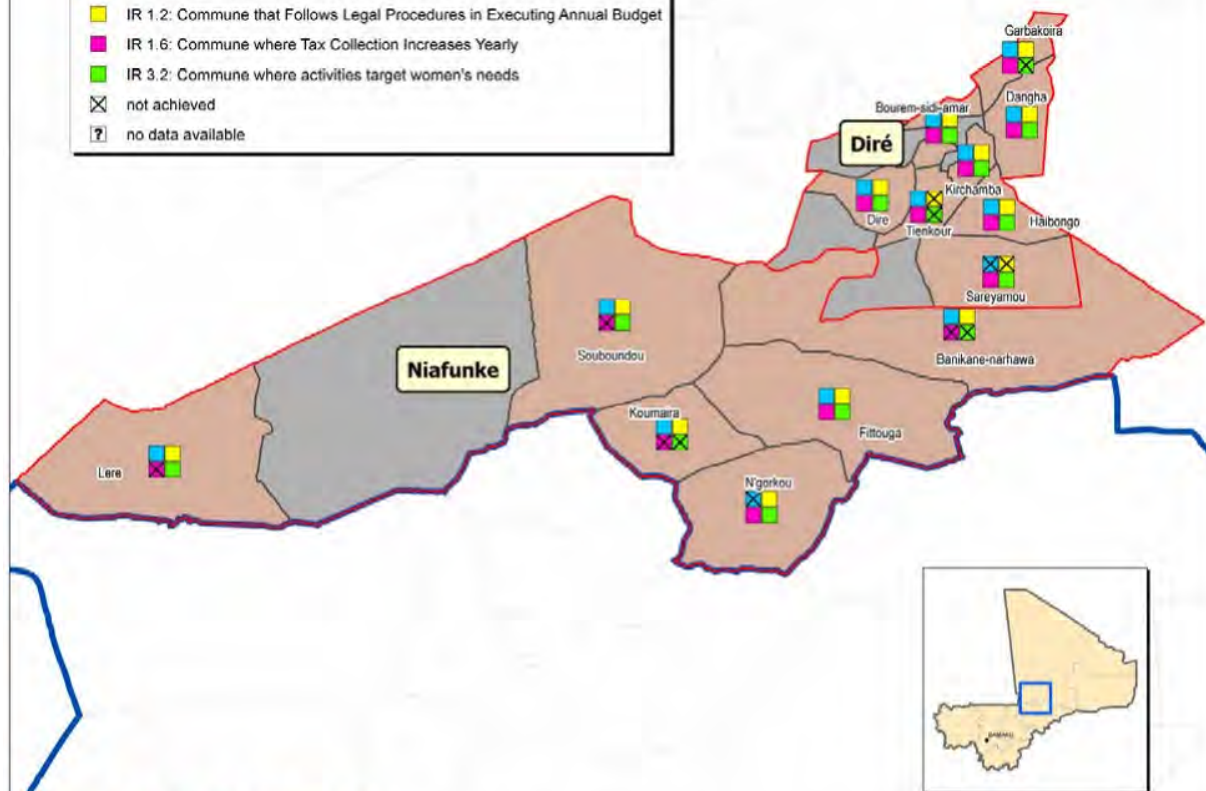 IR 1.2: Commune that Follows Legal Procedures in Executing Annual Budget
IR 1.6: Commune where Tax Collection Increases Yearly
IR 3.2: Commune where activities target women's needs
not achieved
? no data available
Garbakoira
Dangha
Bourem-sidi-amar
Diré
Kirchamba
Dire
Tienkour
Haibongo
Sareyamou
Banikane-narhawa
Souboundou
Niafunke
Koumaira
Fittouga
Lere
N'gorkou
BAMAKO